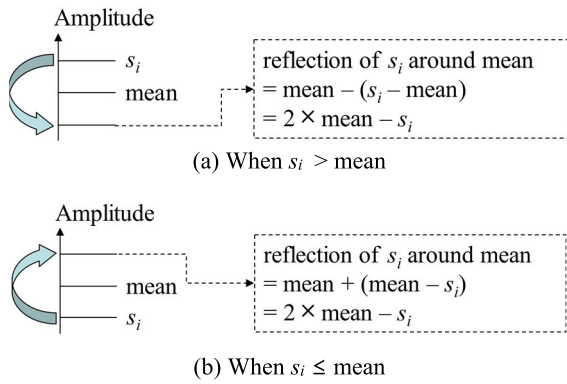 Amplitude
s_i
mean
reflection of s_i around mean
= mean – (s_i – mean)
= 2 × mean – s_i
(a) When s_i > mean
Amplitude
mean
s_i
reflection of s_i around mean
= mean + (mean – s_i)
= 2 × mean – s_i
(b) When s_i ≤ mean